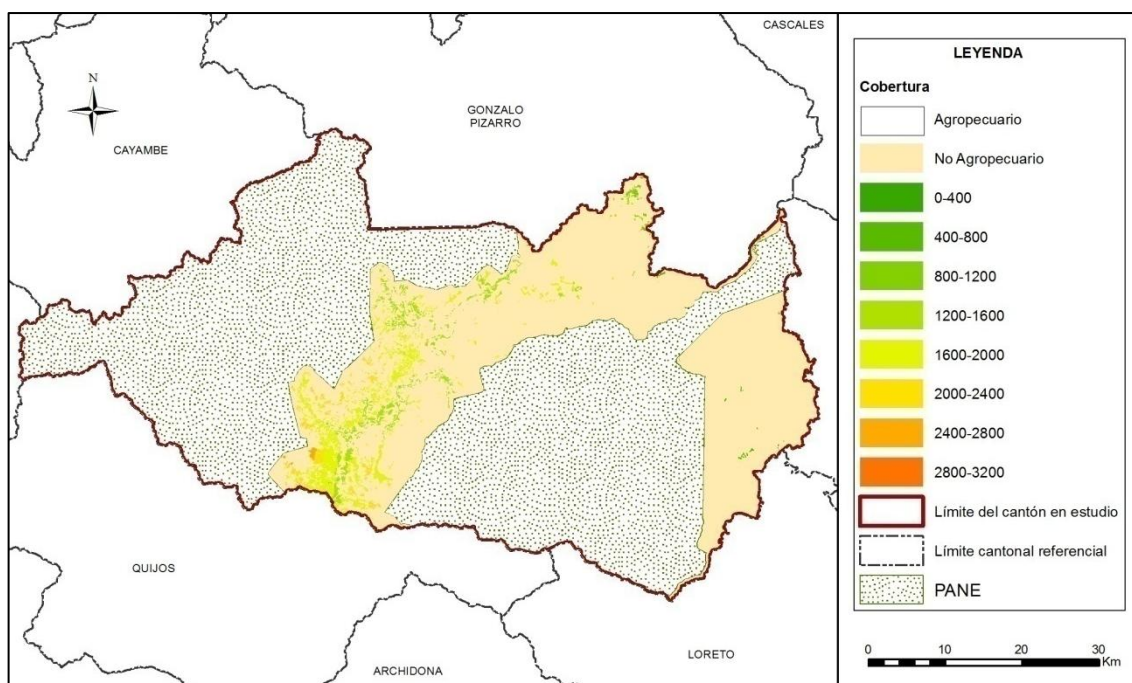 CASCALES
N
GONZALO
PIZARRO
CAYAMBE
QUIJOS
ARCHIDONA
LORETO
LEYENDA
Cobertura
Agropecuario
No Agropecuario
0-400
400-800
800-1200
1200-1600
1600-2000
2000-2400
2400-2800
2800-3200
Límite del cantón en estudio
Límite cantonal referencial
PANE
0 10 20 30
Km